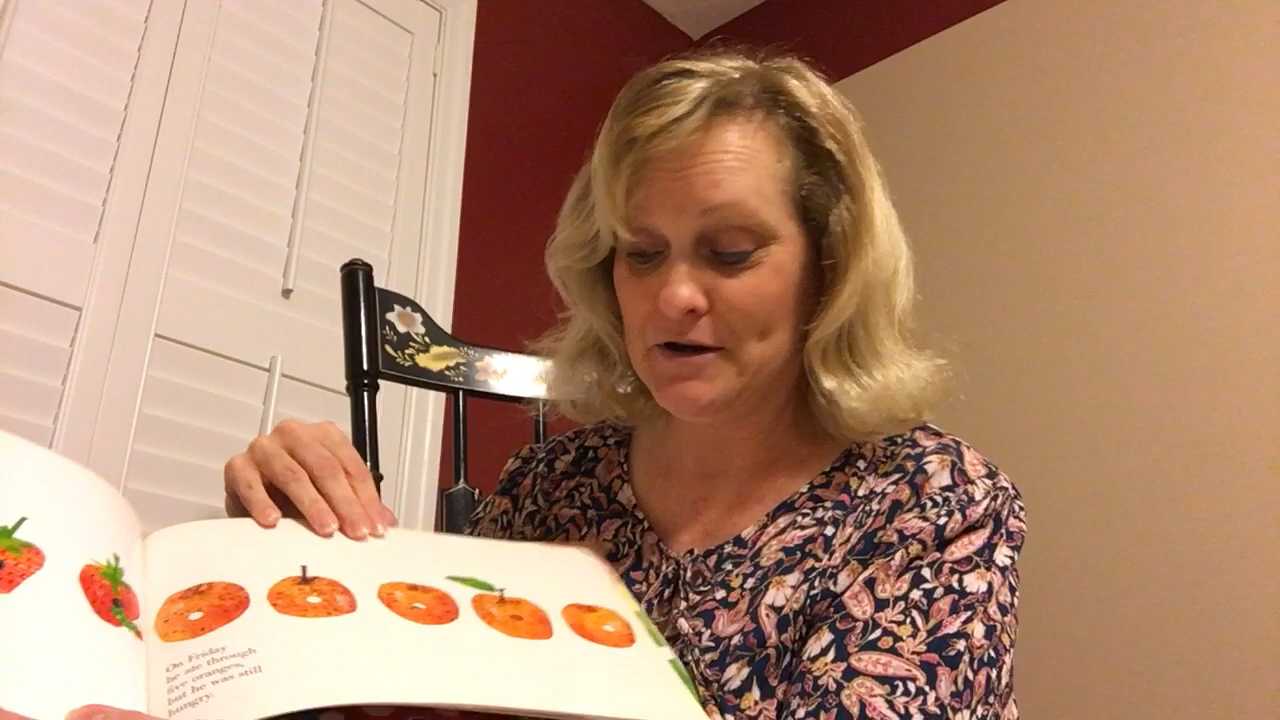 On Friday
he ate through
five oranges,
but he was still
hungry.